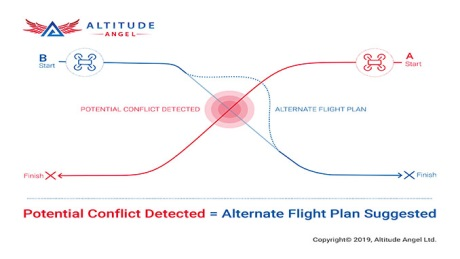 ALTITUDE
ANGEL
B
Start
A
Start
POTENTIAL CONFLICT DETECTED
ALTERNATE FLIGHT PLAN
Finish
Finish
Potential Conflict Detected = Alternate Flight Plan Suggested
Copyright© 2019, Altitude Angel Ltd.